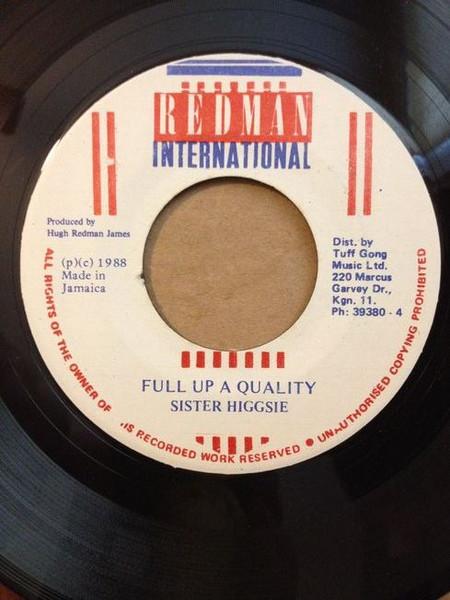 REDMAN
INTERNATIONAL
Produced by
Hugh Redman James
(p)(c) 1988
Made in
Jamaica
Dist. by
Tuff Gong
Music Ltd.
220 Marcus
Garvey Dr.,
Kgn. 11.
Ph: 39380 - 4
FULL UP A QUALITY
SISTER HIGGSIE
ALL RIGHTS OF THE OWNER OF .IS RECORDED WORK RESERVED ● UNAUTHORISED COPYING PROHIBITED